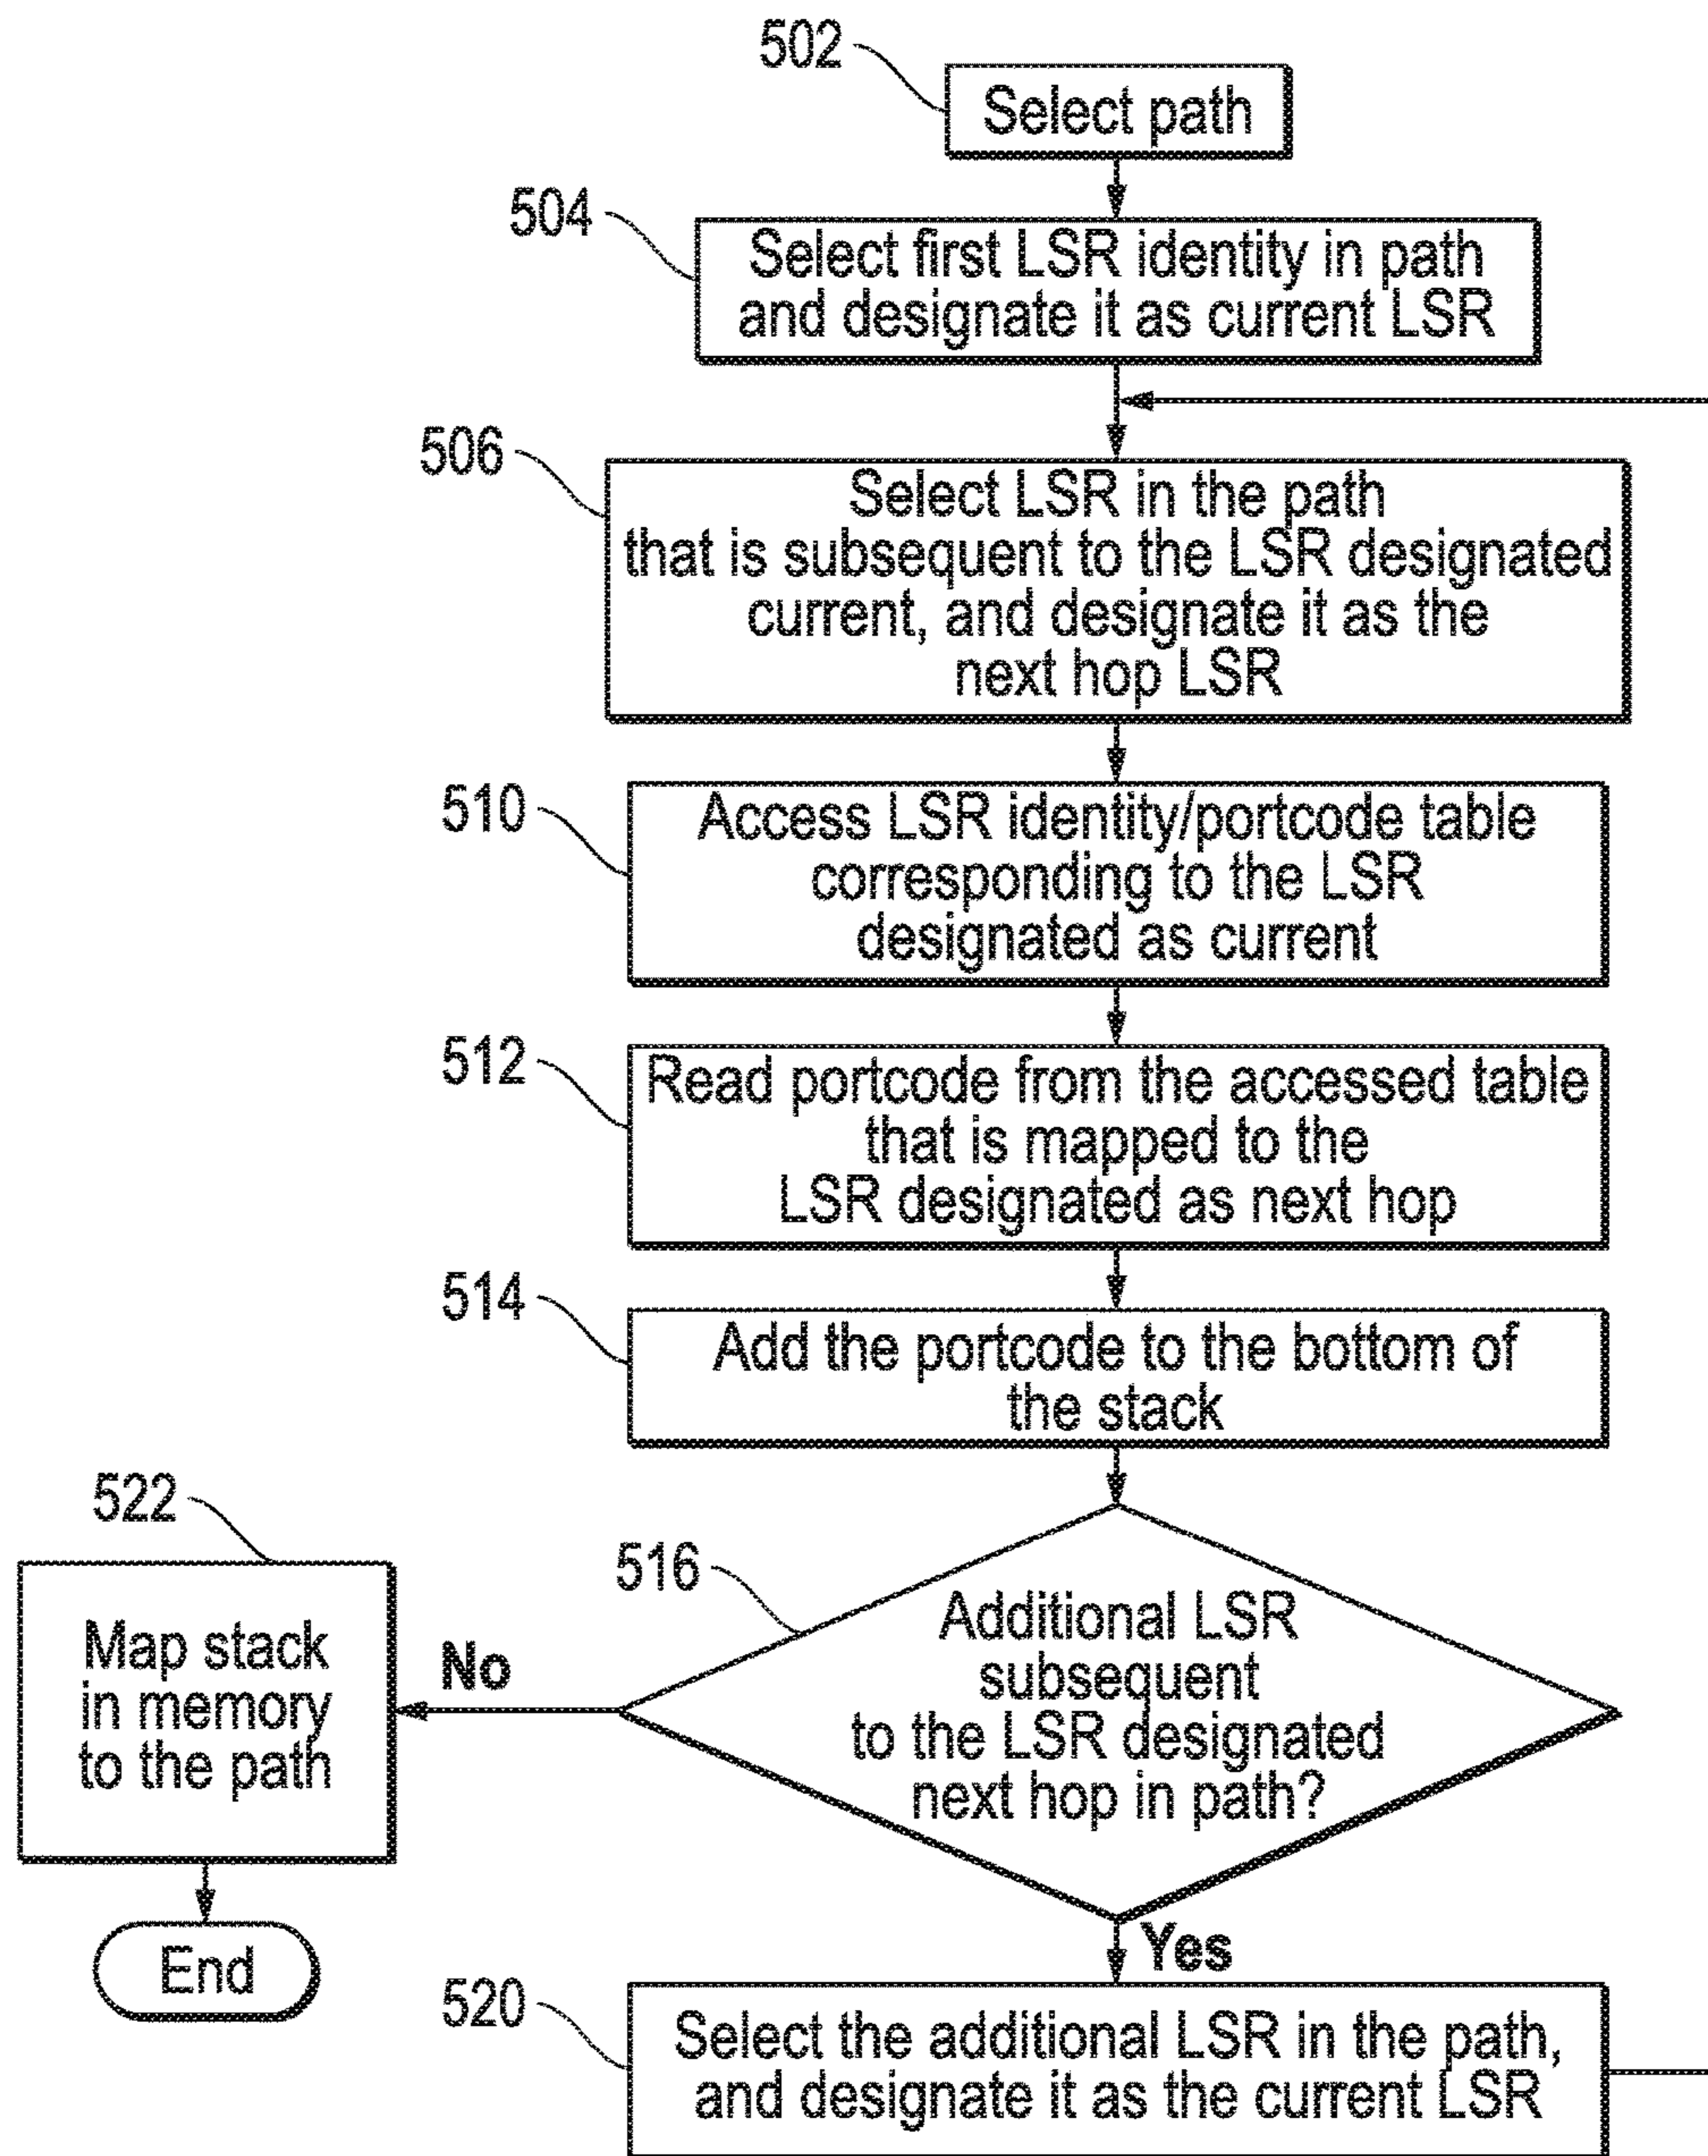 502
Select path
504
Select first LSR identity in path
and designate it as current LSR
506
Select LSR in the path
that is subsequent to the LSR designated
current, and designate it as the
next hop LSR
510
Access LSR identity/portcode table
corresponding to the LSR
designated as current
512
Read portcode from the accessed table
that is mapped to the
LSR designated as next hop
514
Add the portcode to the bottom of
the stack
516
Additional LSR
subsequent
to the LSR designated
next hop in path?
No
522
Map stack
in memory
to the path
End
Yes
520
Select the additional LSR in the path,
and designate it as the current LSR